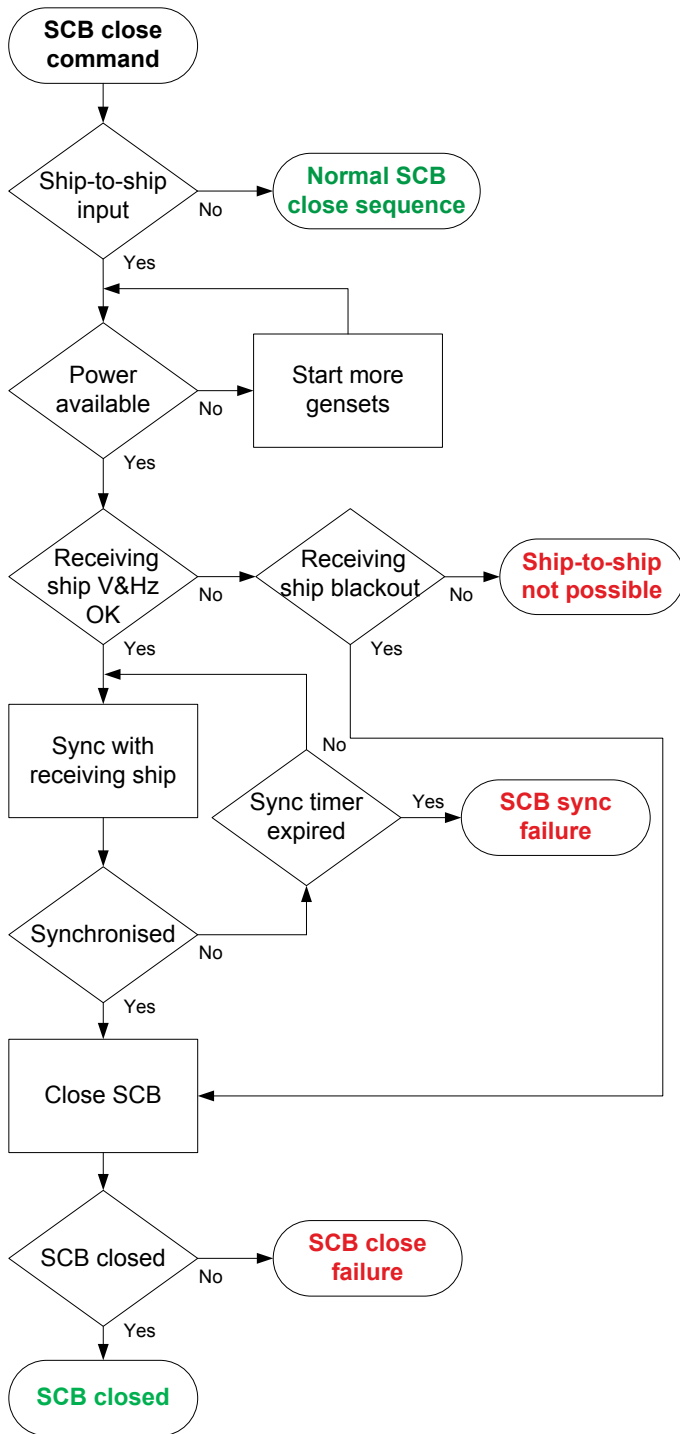 SCB close
command
Ship-to-ship
input
No
Normal SCB
close sequence
Yes
Power
available
No
Start more
gensets
Yes
Receiving
ship V&Hz
OK
No
Receiving
ship blackout
No
Ship-to-ship
not possible
Yes
Yes
Sync with
receiving ship
No
Sync timer
expired
Yes
SCB sync
failure
Synchronised
No
Yes
Close SCB
SCB closed
No
SCB close
failure
Yes
SCB closed